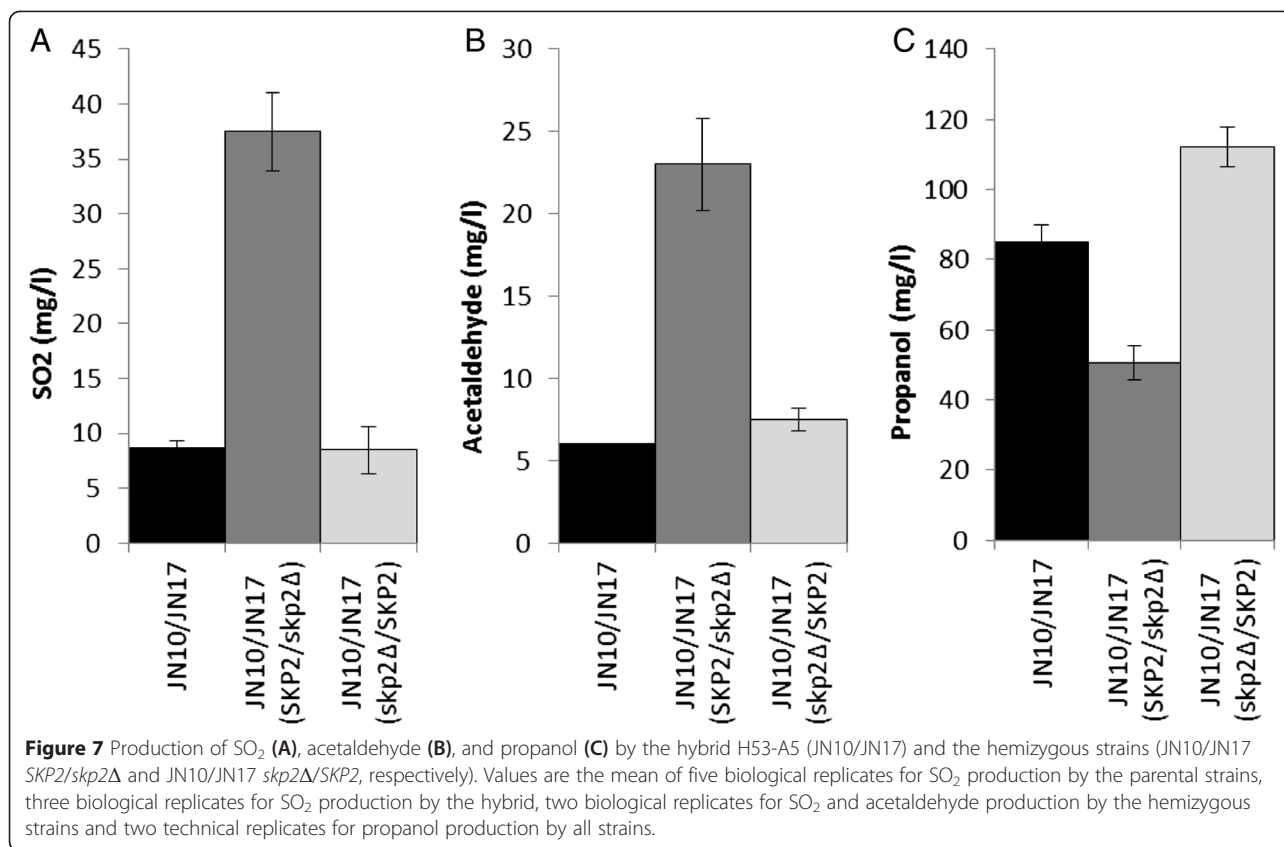 A
45
40
35
30
25
20
15
10
5
0
SO2 (mg/l)
JN10/JN17
JN10/JN17
(SKP2/skp2Δ)
JN10/JN17
(skp2Δ/SKP2)
B
30
25
20
15
10
5
0
Acetaldehyde (mg/l)
JN10/JN17
JN10/JN17
(SKP2/skp2Δ)
JN10/JN17
(skp2Δ/SKP2)
C
140
120
100
80
60
40
20
0
Propanol (mg/l)
JN10/JN17
JN10/JN17
(SKP2/skp2Δ)
JN10/JN17
(skp2Δ/SKP2)
Figure 7 Production of SO₂ (A), acetaldehyde (B), and propanol (C) by the hybrid H53-A5 (JN10/JN17) and the hemizygous strains (JN10/JN17
SKP2/skp2Δ and JN10/JN17 skp2Δ/SKP2, respectively). Values are the mean of five biological replicates for SO₂ production by the parental strains,
three biological replicates for SO₂ production by the hybrid, two biological replicates for SO₂ and acetaldehyde production by the hemizygous
strains and two technical replicates for propanol production by all strains.